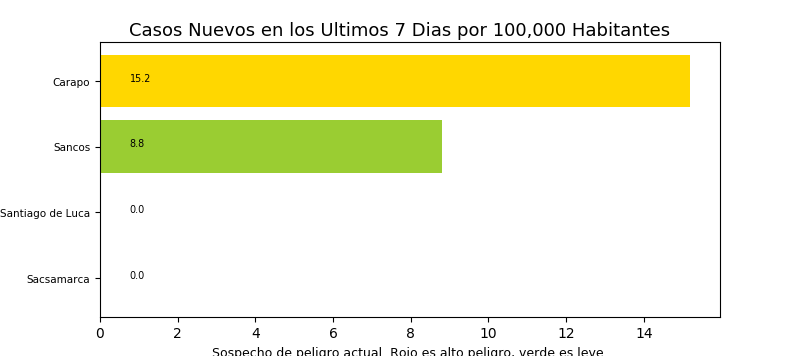 Casos Nuevos en los Ultimos 7 Dias por 100,000 Habitantes
Carapo
15.2
Sancos
8.8
Santiago de Luca
0.0
Sacsamarca
0.0
0 2 4 6 8 10 12 14
Sospecho de peligro actual. Rojo es alto peligro, verde es leve